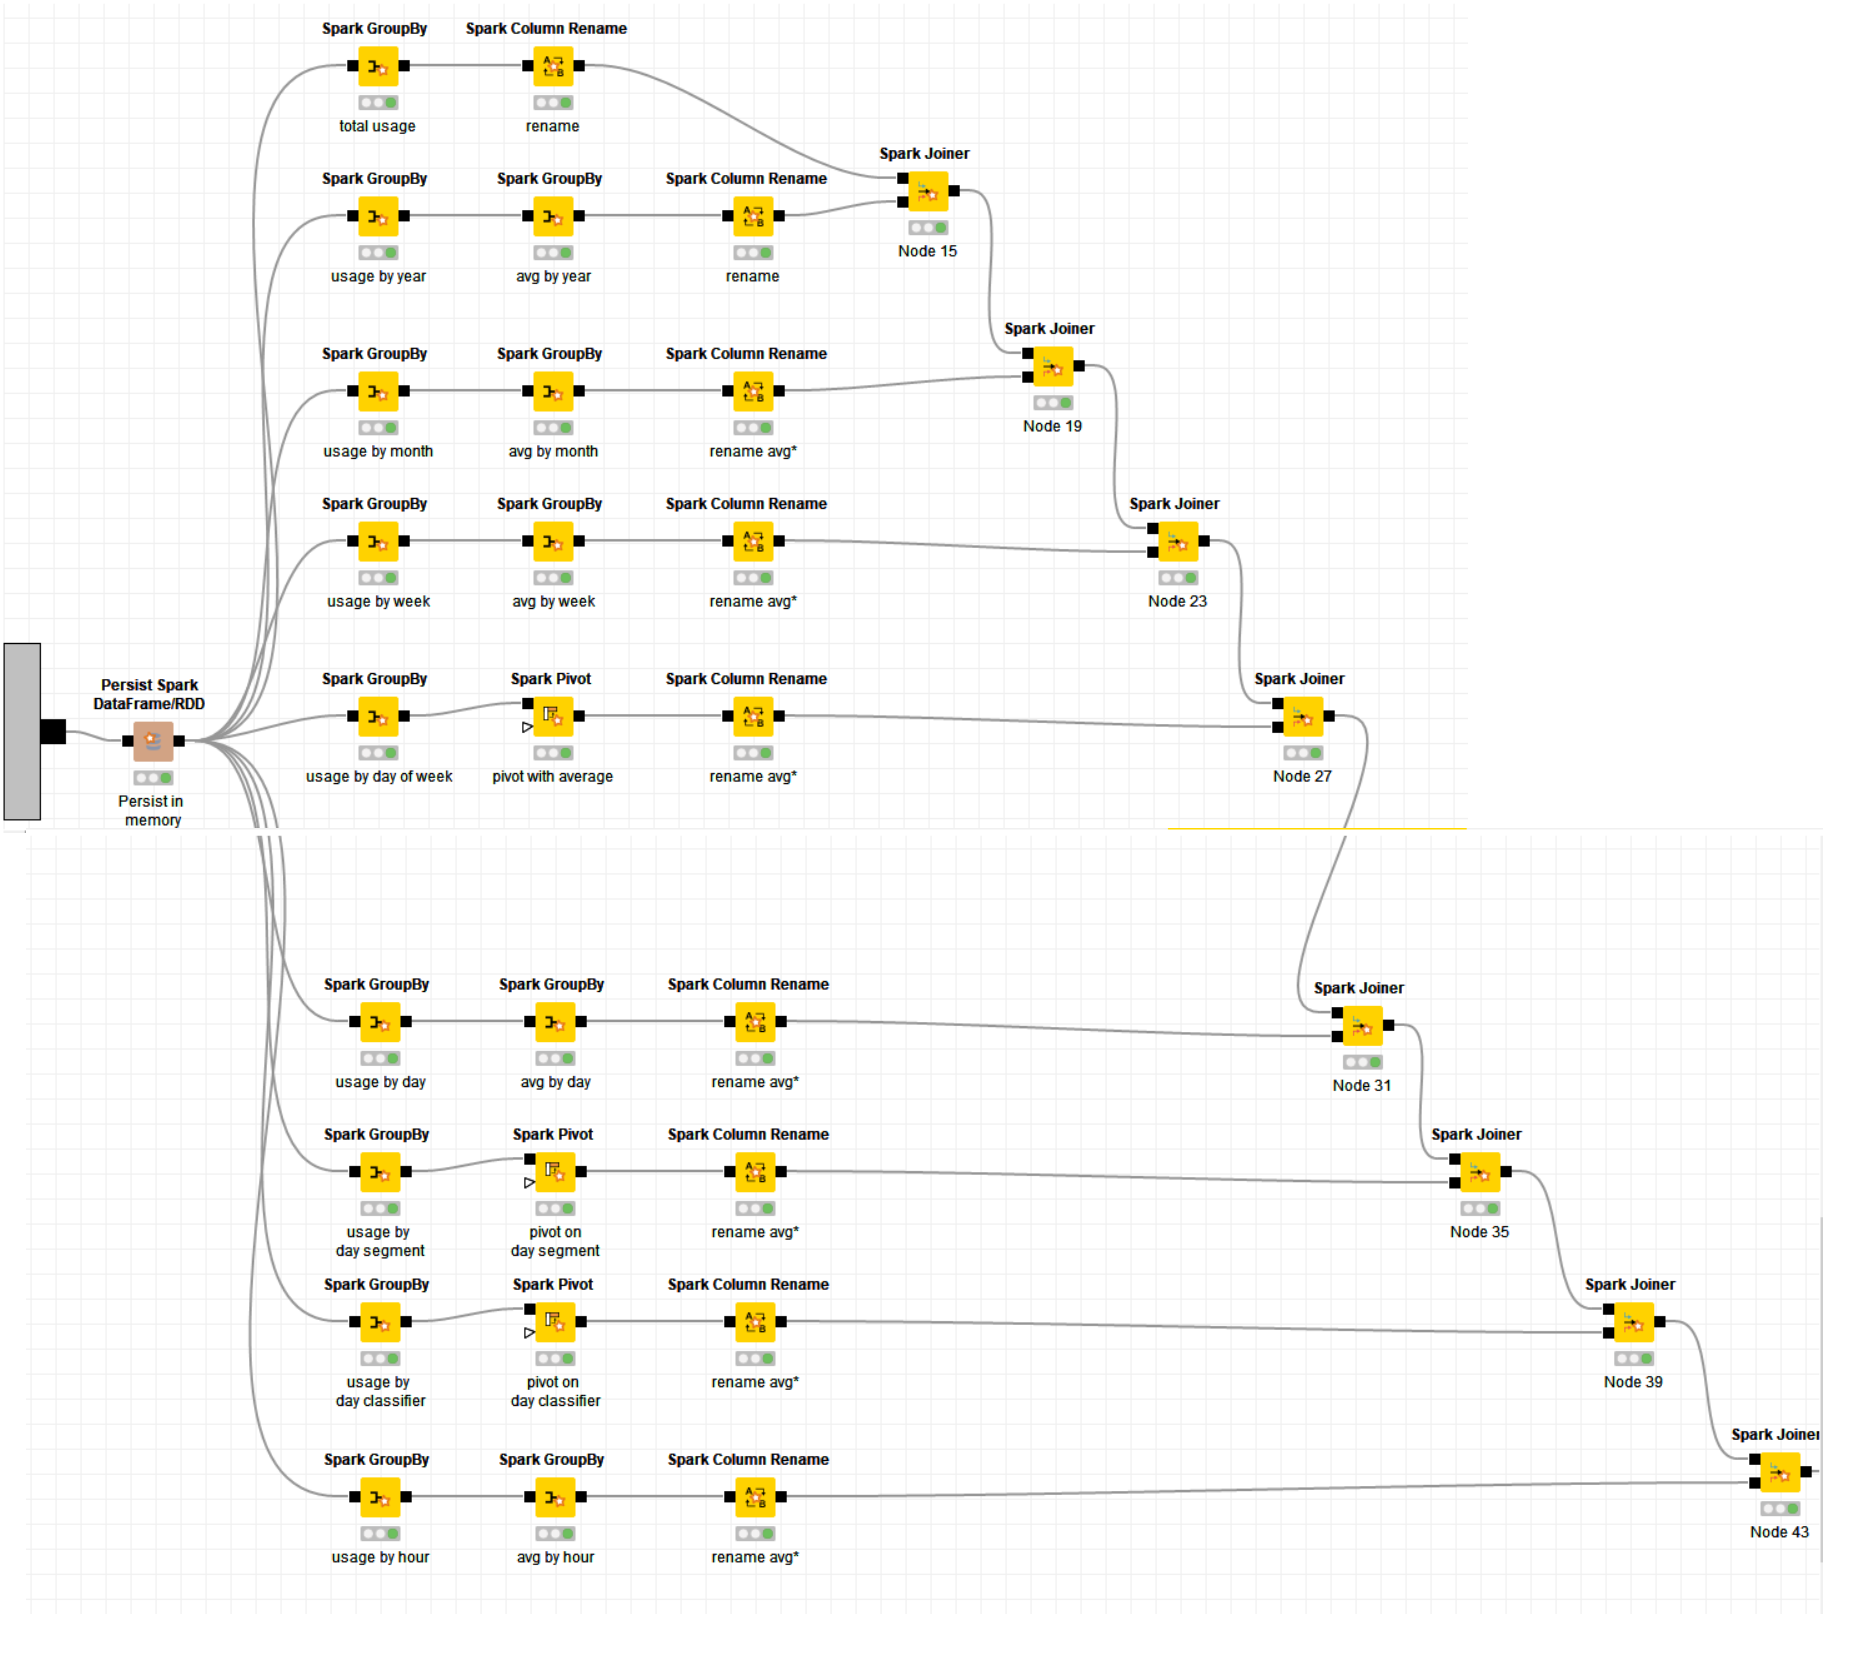 Spark GroupBy
Spark Column Rename
total usage
rename
Spark Joiner
Node 15
Spark GroupBy
Spark GroupBy
Spark Column Rename
usage by year
avg by year
rename
Spark Joiner
Node 19
Spark GroupBy
Spark GroupBy
Spark Column Rename
usage by month
avg by month
rename avg*
Spark Joiner
Node 23
Spark GroupBy
Spark GroupBy
Spark Column Rename
usage by week
avg by week
rename avg*
Spark Joiner
Node 27
Persist Spark
DataFrame/RDD
Persist in
memory
Spark GroupBy
Spark Pivot
Spark Column Rename
usage by day of week
pivot with average
rename avg*
Spark GroupBy
Spark GroupBy
Spark Column Rename
Spark Joiner
usage by day
avg by day
rename avg*
Node 31
Spark GroupBy
Spark Pivot
Spark Column Rename
Spark Joiner
usage by
day segment
pivot on
day segment
rename avg*
Node 35
Spark GroupBy
Spark Pivot
Spark Column Rename
Spark Joiner
usage by
day classifier
pivot on
day classifier
rename avg*
Node 39
Spark GroupBy
Spark GroupBy
Spark Column Rename
Spark Joiner
usage by hour
avg by hour
rename avg*
Node 43